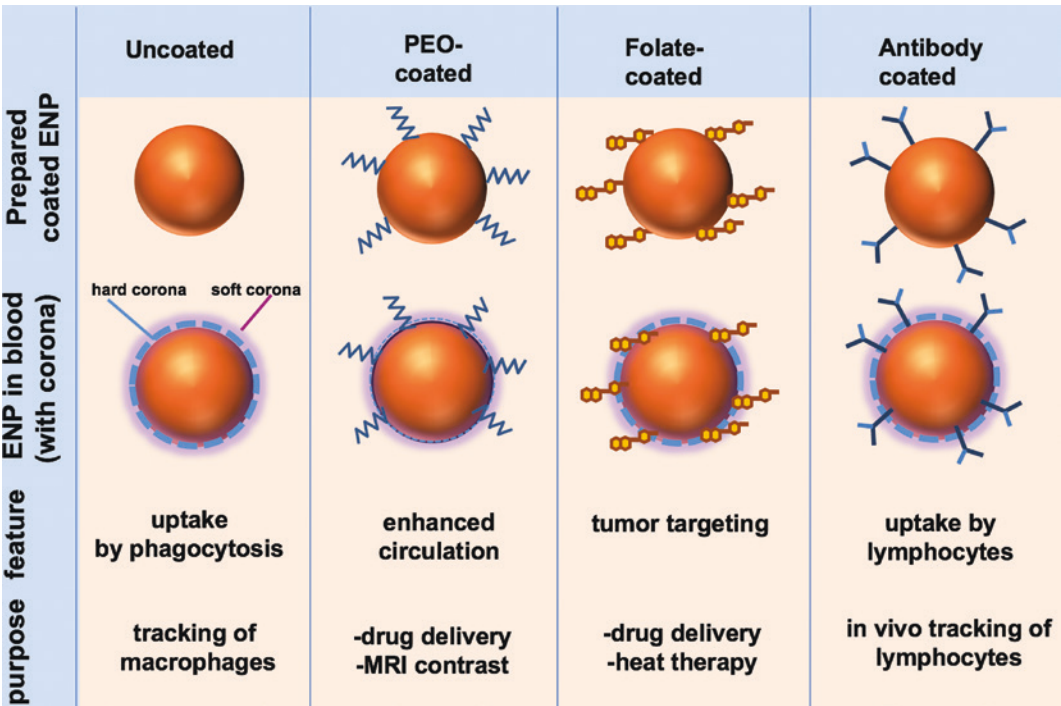 Uncoated
PEO-
coated
Folate-
coated
Antibody
coated
Prepared
coated ENP
hard corona
soft corona
ENP in blood
(with corona)
feature
uptake
by phagocytosis
enhanced
circulation
tumor targeting
uptake by
lymphocytes
purpose
tracking of
macrophages
-drug delivery
-MRI contrast
-drug delivery
-heat therapy
in vivo tracking of
lymphocytes